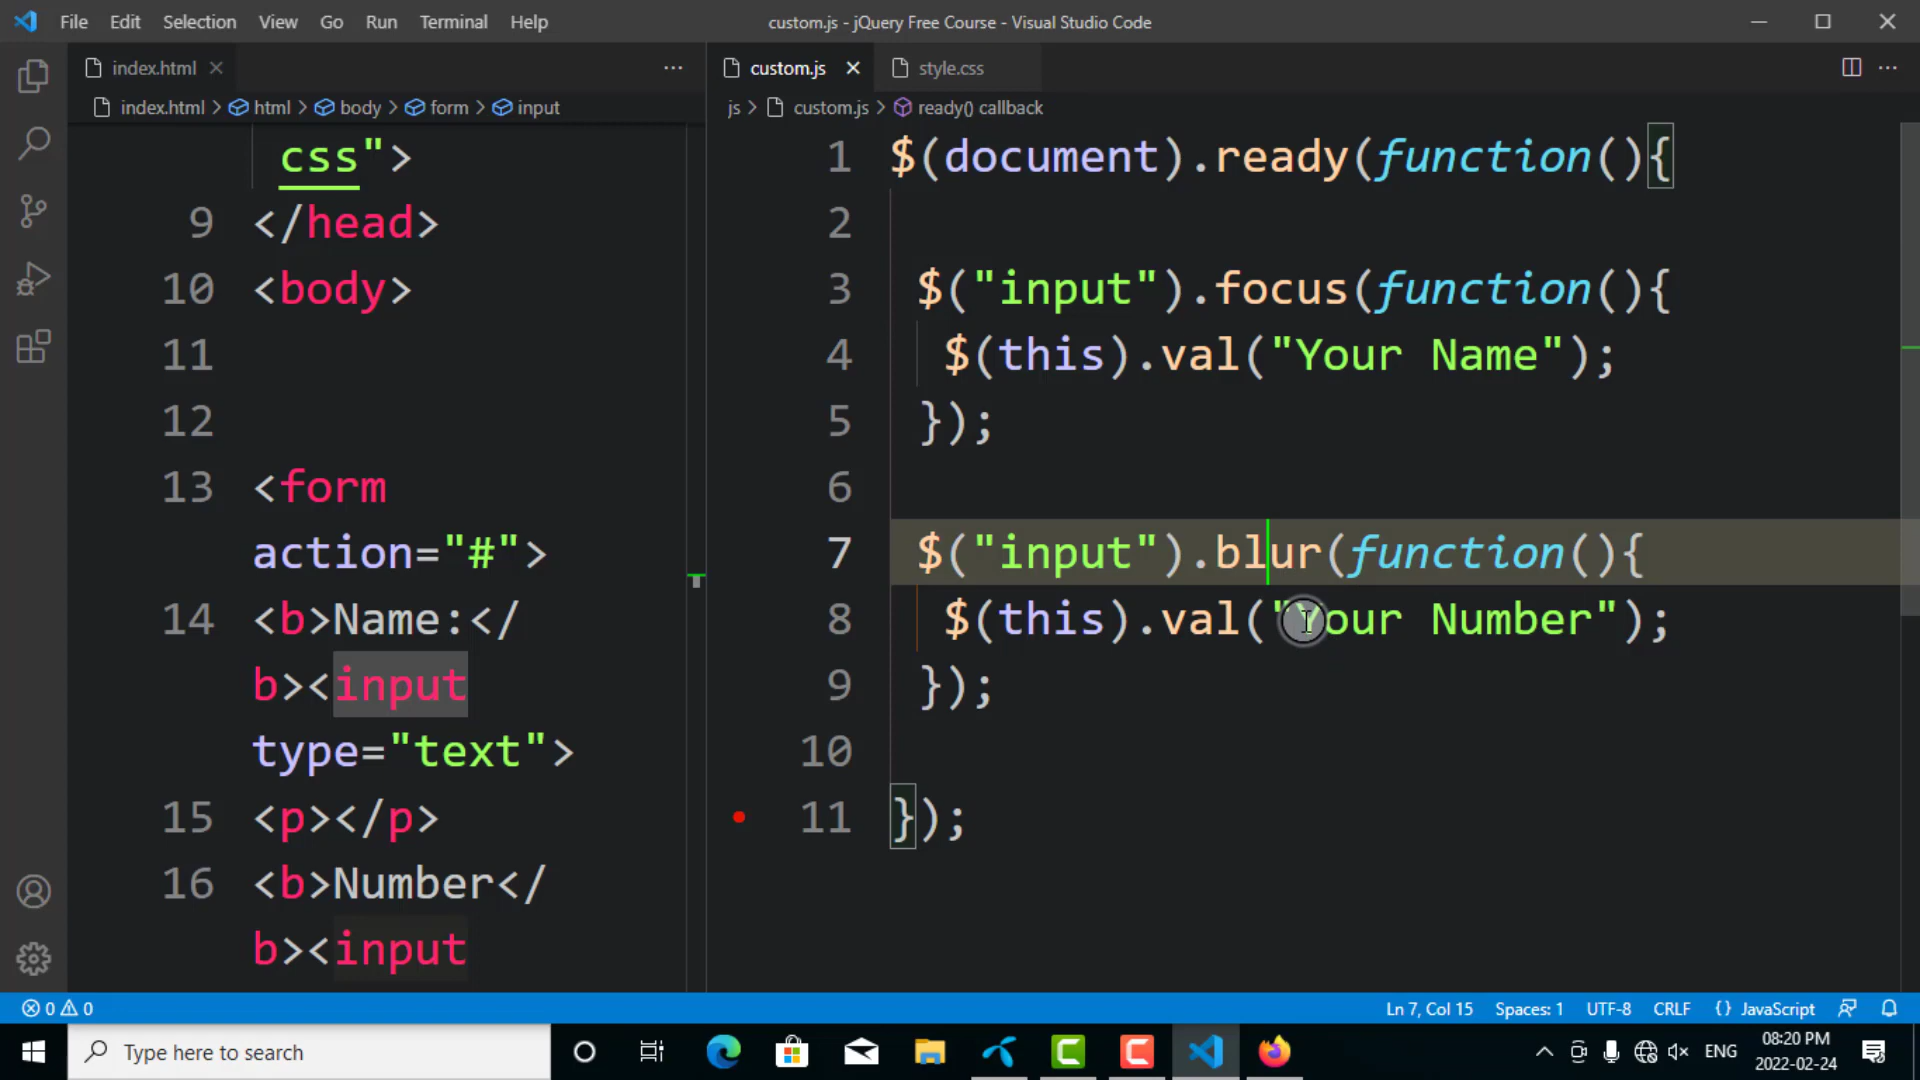 File Edit Selection View Go Run Terminal Help
custom.js - jQuery Free Course - Visual Studio Code
index.html
index.html > html > body > form > input
css">
9 </head>
10 <body>
11
12
13 <form
action="#">
14 <b>Name:</
b><input
type="text">
15 <p></p>
16 <b>Number</
b><input
custom.js
style.css
js > custom.js > ready() callback
1 $(document).ready(function(){
2
3 $("input").focus(function(){
4 $(this).val("Your Name");
5 });
6
7 $("input").blur(function(){
8 $(this).val("Your Number");
9 });
10
11 });
0 0
Ln 7, Col 15 Spaces: 1 UTF-8 CRLF {} JavaScript
Type here to search
ENG
08:20 PM
2022-02-24